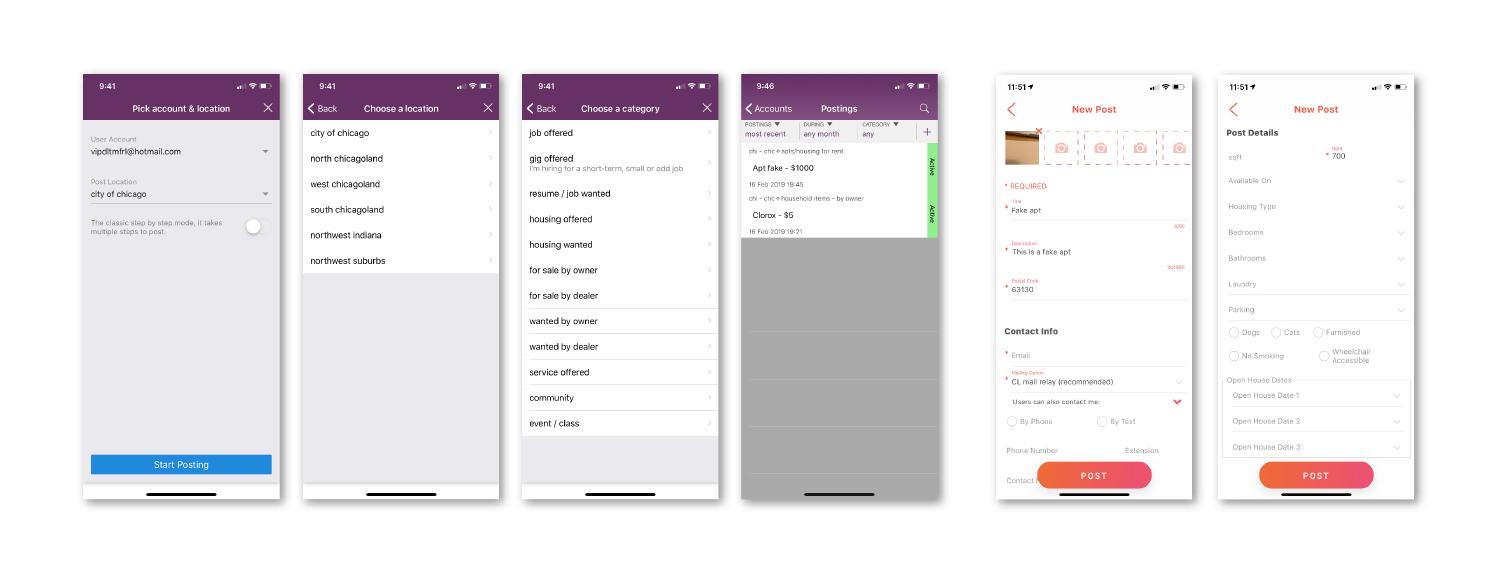 9:41
Pick account & location
User Account
vipdltmfrl@hotmail.com
Post Location
city of chicago
The classic step by step mode, it takes
multiple steps to post.
Start Posting
9:41
Back
Choose a location
city of chicago
north chicagoland
west chicagoland
south chicagoland
northwest indiana
northwest suburbs
9:41
Back
Choose a category
job offered
gig offered
I'm hiring for a short-term, small or odd job
resume / job wanted
housing offered
housing wanted
for sale by owner
for sale by dealer
wanted by owner
wanted by dealer
service offered
community
event / class
9:46
Accounts
Postings
POSTINGS DURING CATEGORY
most recent any month any
chi - chc apts/housing for rent
Apt fake - $1000
16 Feb 2019 19:45
Active
chi - chc household items - by owner
Clorox - $5
16 Feb 2019 19:21
Active
11:51
New Post
* REQUIRED
Title
* Fake apt
8/90
Description
* This is a fake apt
Postal Code
* 63130
Contact Info
* Email
Mailing Option
* CL mail relay (recommended)
Users can also contact me:
By Phone By Text
Phone Number Extension
Contact
POST
11:51
New Post
Post Details
sqft
Rent
* 700
Available On
Housing Type
Bedrooms
Bathrooms
Laundry
Parking
Dogs Cats Furnished
No Smoking
Wheelchair
Accessible
Open House Dates
Open House Date 1
Open House Date 2
Open House Date 3
POST